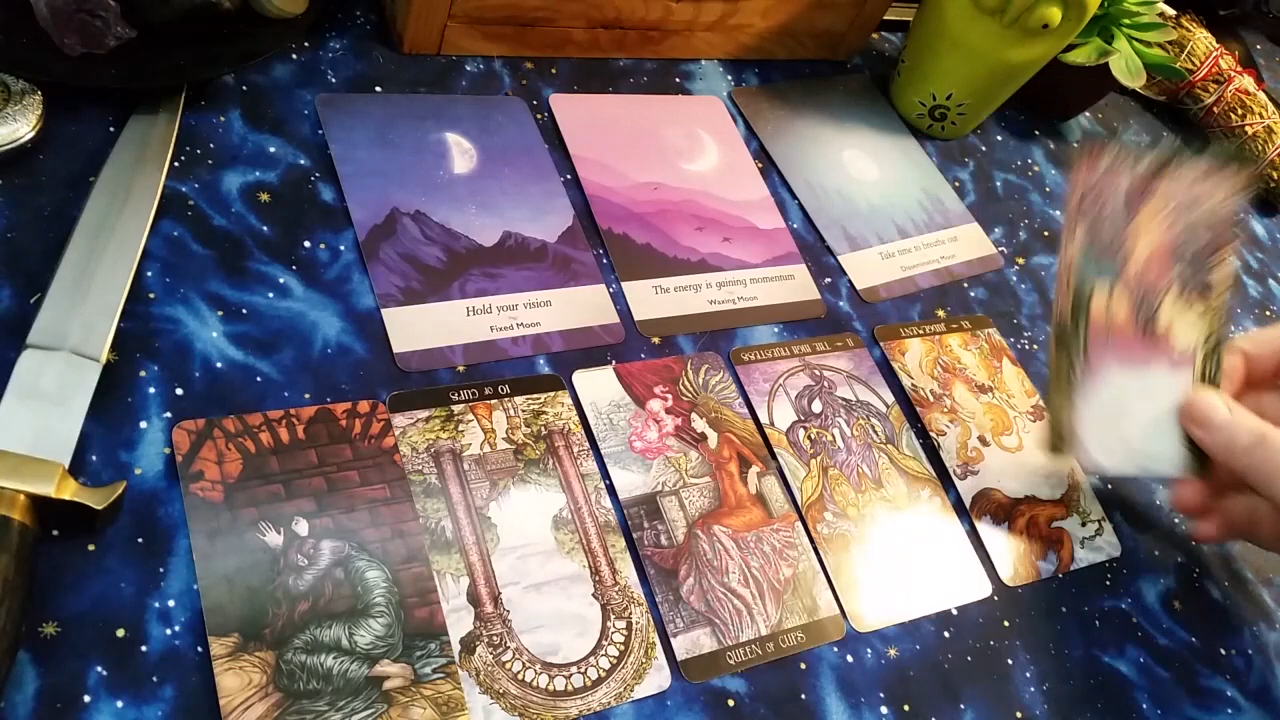 Hold your vision
Fixed Moon
The energy is gaining momentum
Waxing Moon
Take time to breathe out
Disseminating Moon
G
10 OF CUPS
QUEEN OF CUPS
II THE HIGH PRIESTESS
XX JUDGEMENT